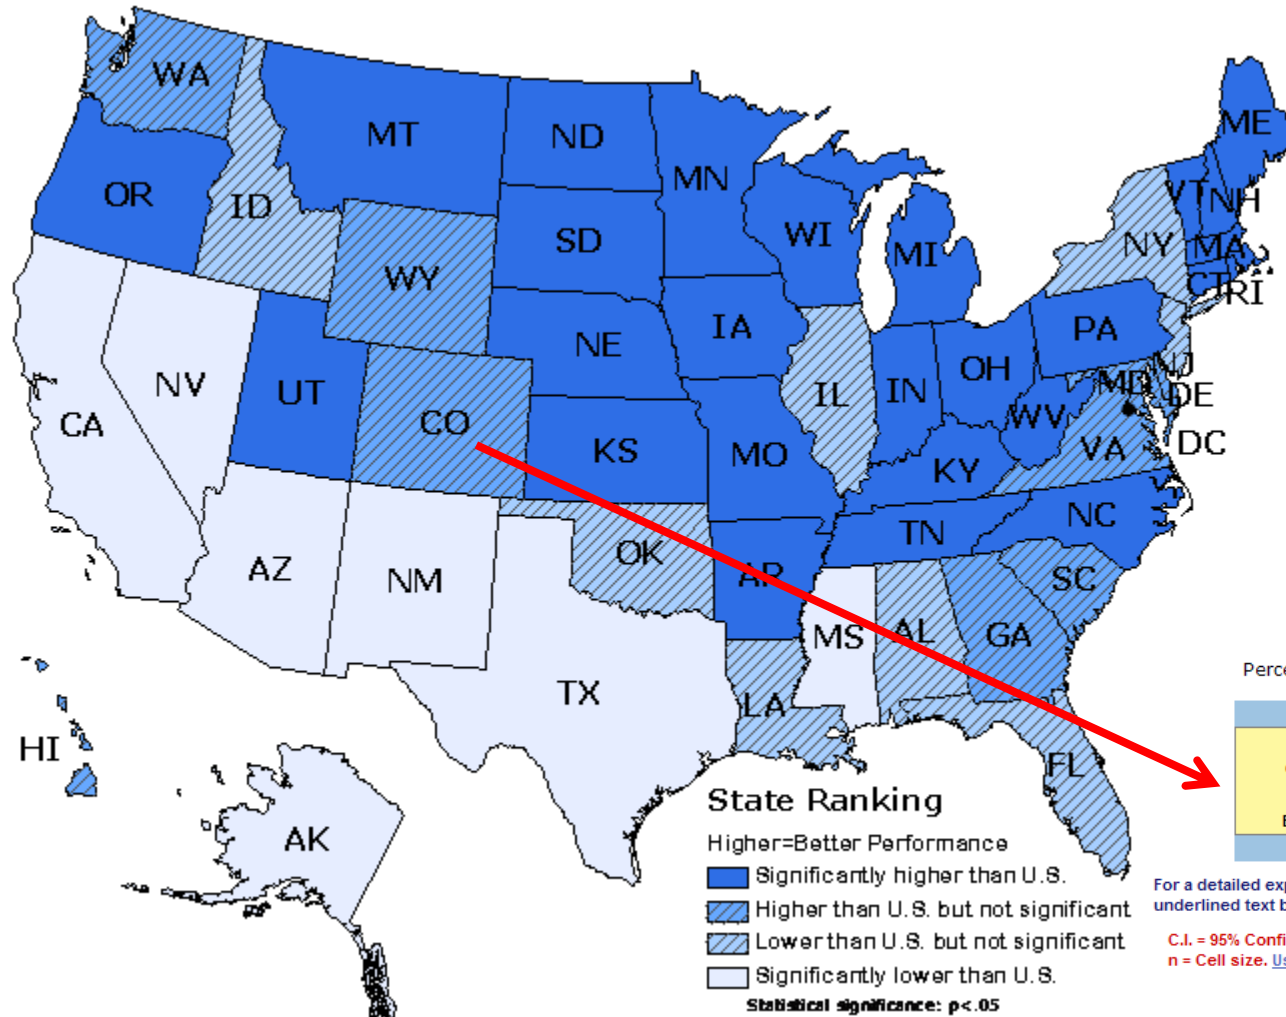 WA
MT
ND
MN
ME
OR
ID
SD
WI
MI
VT
NH
NY
MA
WY
CT
RI
IA
PA
NE
NV
UT
CO
IL
IN
OH
NJ
MD
DE
CA
KS
MO
WV
VA
DC
KY
AZ
NM
OK
AR
TN
NC
SC
MS
AL
GA
TX
LA
HI
FL
AK
State Ranking
Higher=Better Performance
Significantly higher than U.S.
Higher than U.S. but not significant
Lower than U.S. but not significant
Significantly lower than U.S.
Statistical significance: p<.05
Perce
For a detailed exp
underlined text b
C.I. = 95% Confi
n = Cell size. Us